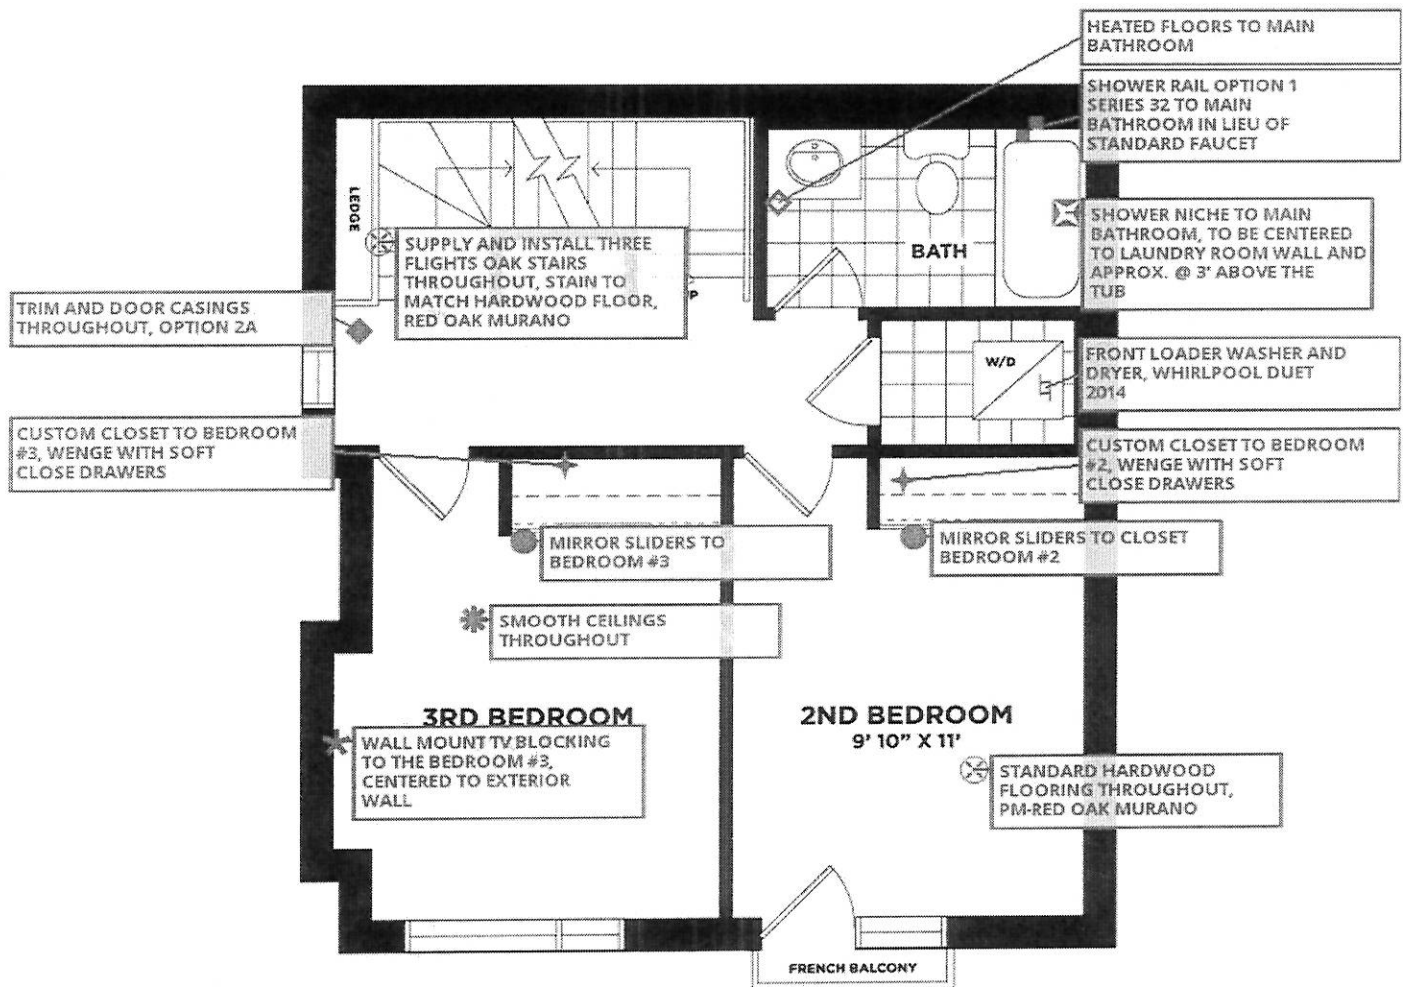 HEATED FLOORS TO MAIN
BATHROOM
SHOWER RAIL OPTION 1
SERIES 32 TO MAIN
BATHROOM IN LIEU OF
STANDARD FAUCET
LEDGE
SHOWER NICHE TO MAIN
BATHROOM, TO BE CENTERED
TO LAUNDRY ROOM WALL AND
APPROX. @ 3' ABOVE THE
TUB
BATH
SUPPLY AND INSTALL THREE
FLIGHTS OAK STAIRS
THROUGHOUT, STAIN TO
MATCH HARDWOOD FLOOR,
RED OAK MURANO
TRIM AND DOOR CASINGS
THROUGHOUT, OPTION 2A
W/D
FRONT LOADER WASHER AND
DRYER, WHIRLPOOL DUET
2014
CUSTOM CLOSET TO BEDROOM
#3, WENGE WITH SOFT
CLOSE DRAWERS
CUSTOM CLOSET TO BEDROOM
#2, WENGE WITH SOFT
CLOSE DRAWERS
MIRROR SLIDERS TO
BEDROOM #3
MIRROR SLIDERS TO CLOSET
BEDROOM #2
SMOOTH CEILINGS
THROUGHOUT
3RD BEDROOM
2ND BEDROOM
9' 10” X 11'
WALL MOUNT TV BLOCKING
TO THE BEDROOM #3,
CENTERED TO EXTERIOR
WALL
STANDARD HARDWOOD
FLOORING THROUGHOUT,
PM-RED OAK MURANO
FRENCH BALCONY